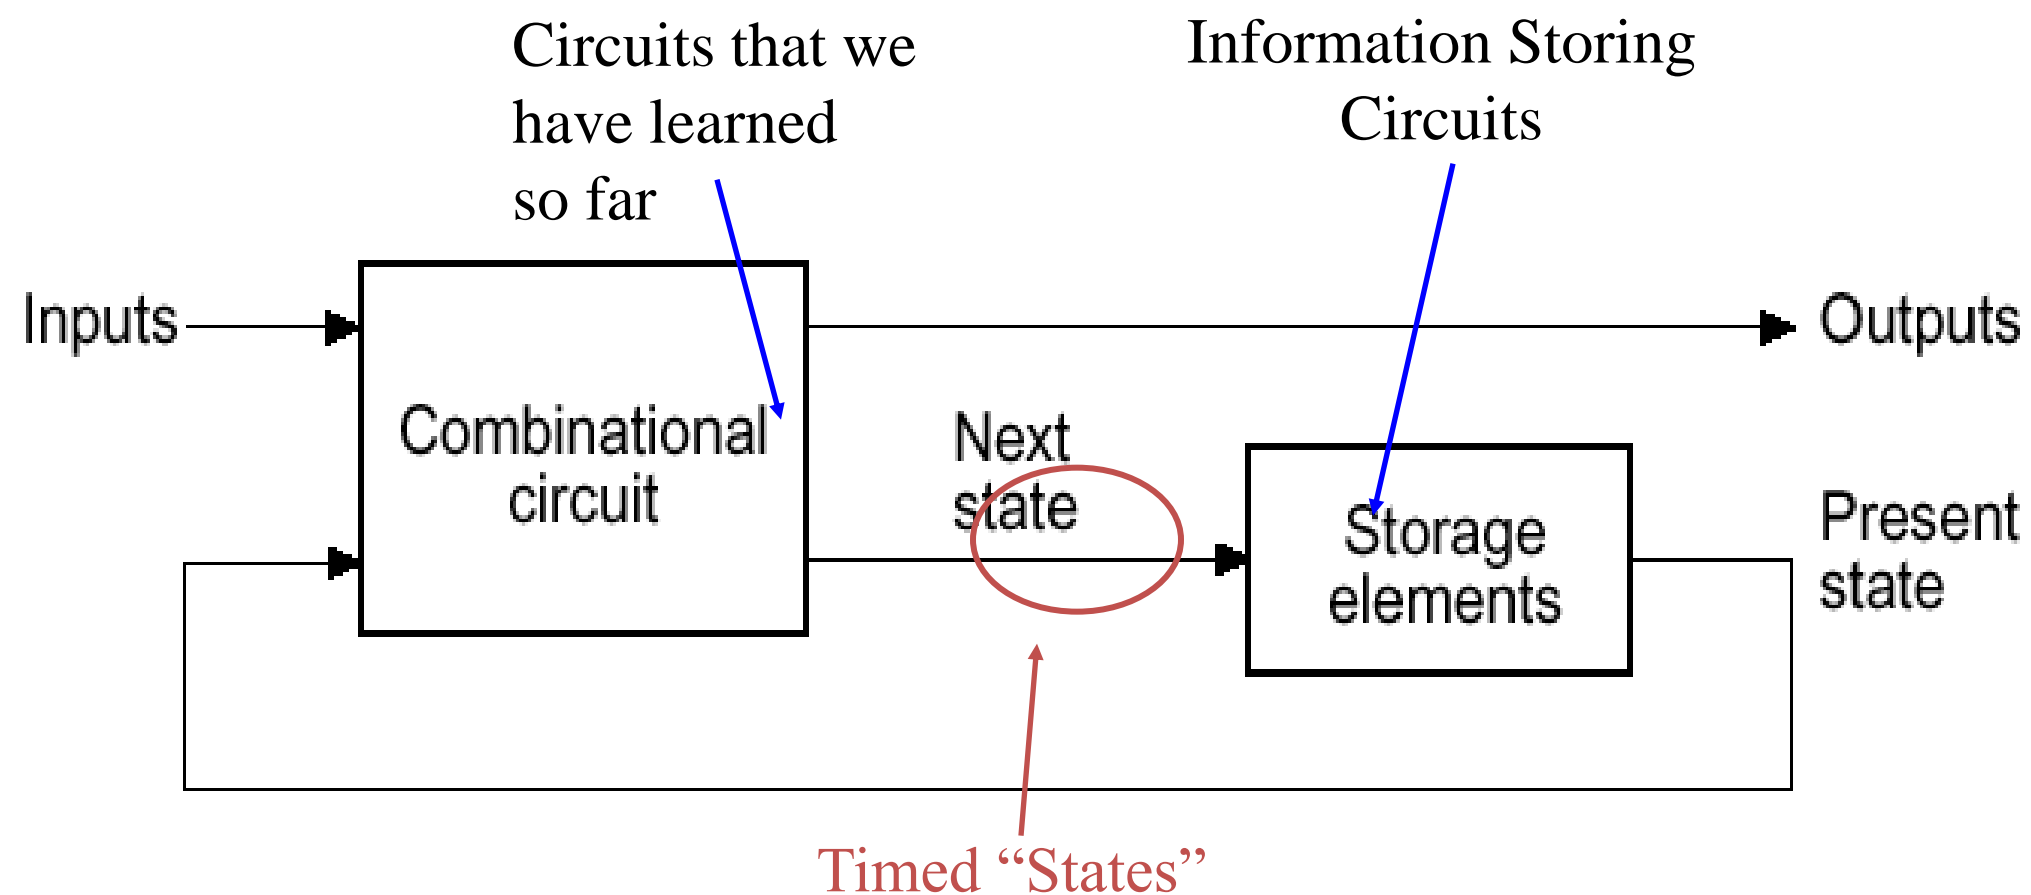 Circuits that we
have learned
so far
Information Storing
Circuits
Inputs
Outputs
Combinational
circuit
Next
state
Storage
elements
Present
state
Timed “States”